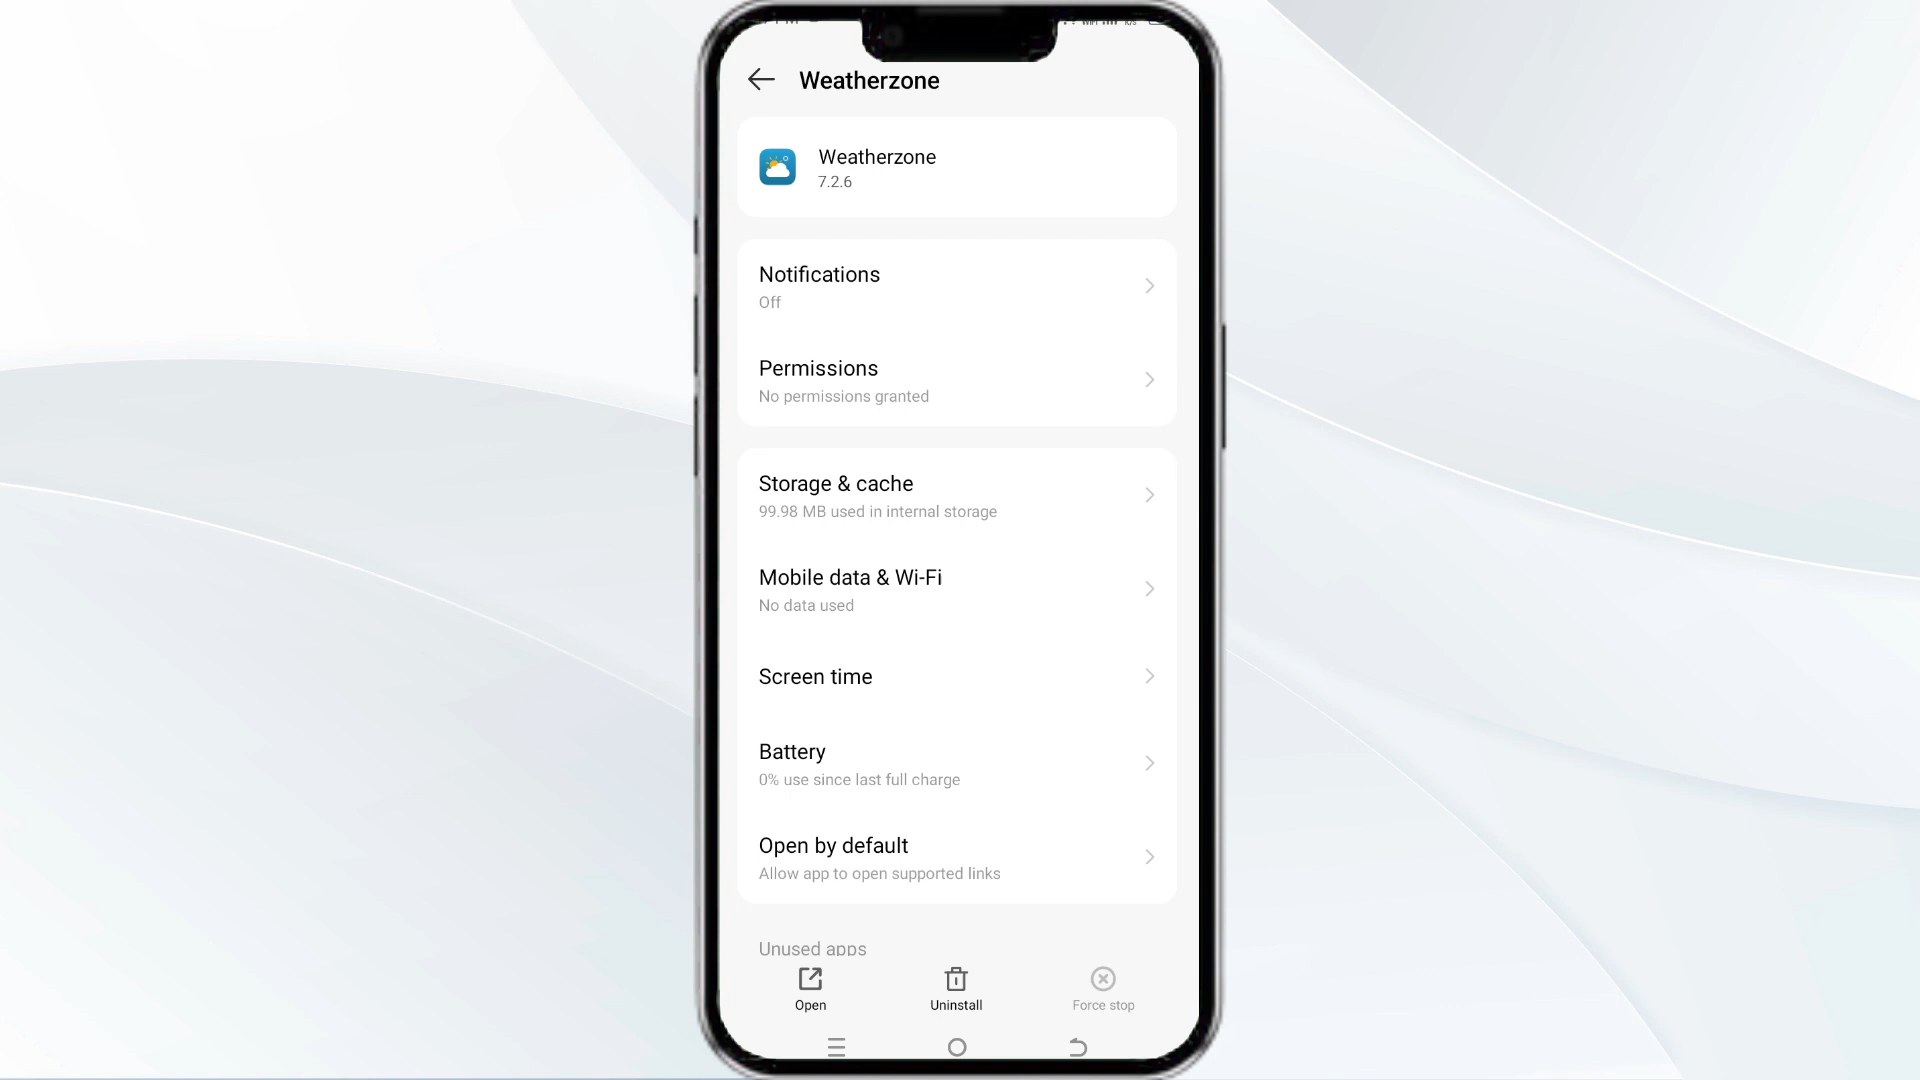 Weatherzone
Weatherzone
7.2.6
Notifications
Off
Permissions
No permissions granted
Storage & cache
99.98 MB used in internal storage
Mobile data & Wi-Fi
No data used
Screen time
Battery
0% use since last full charge
Open by default
Allow app to open supported links
Unused apps
Open
Uninstall
Force stop